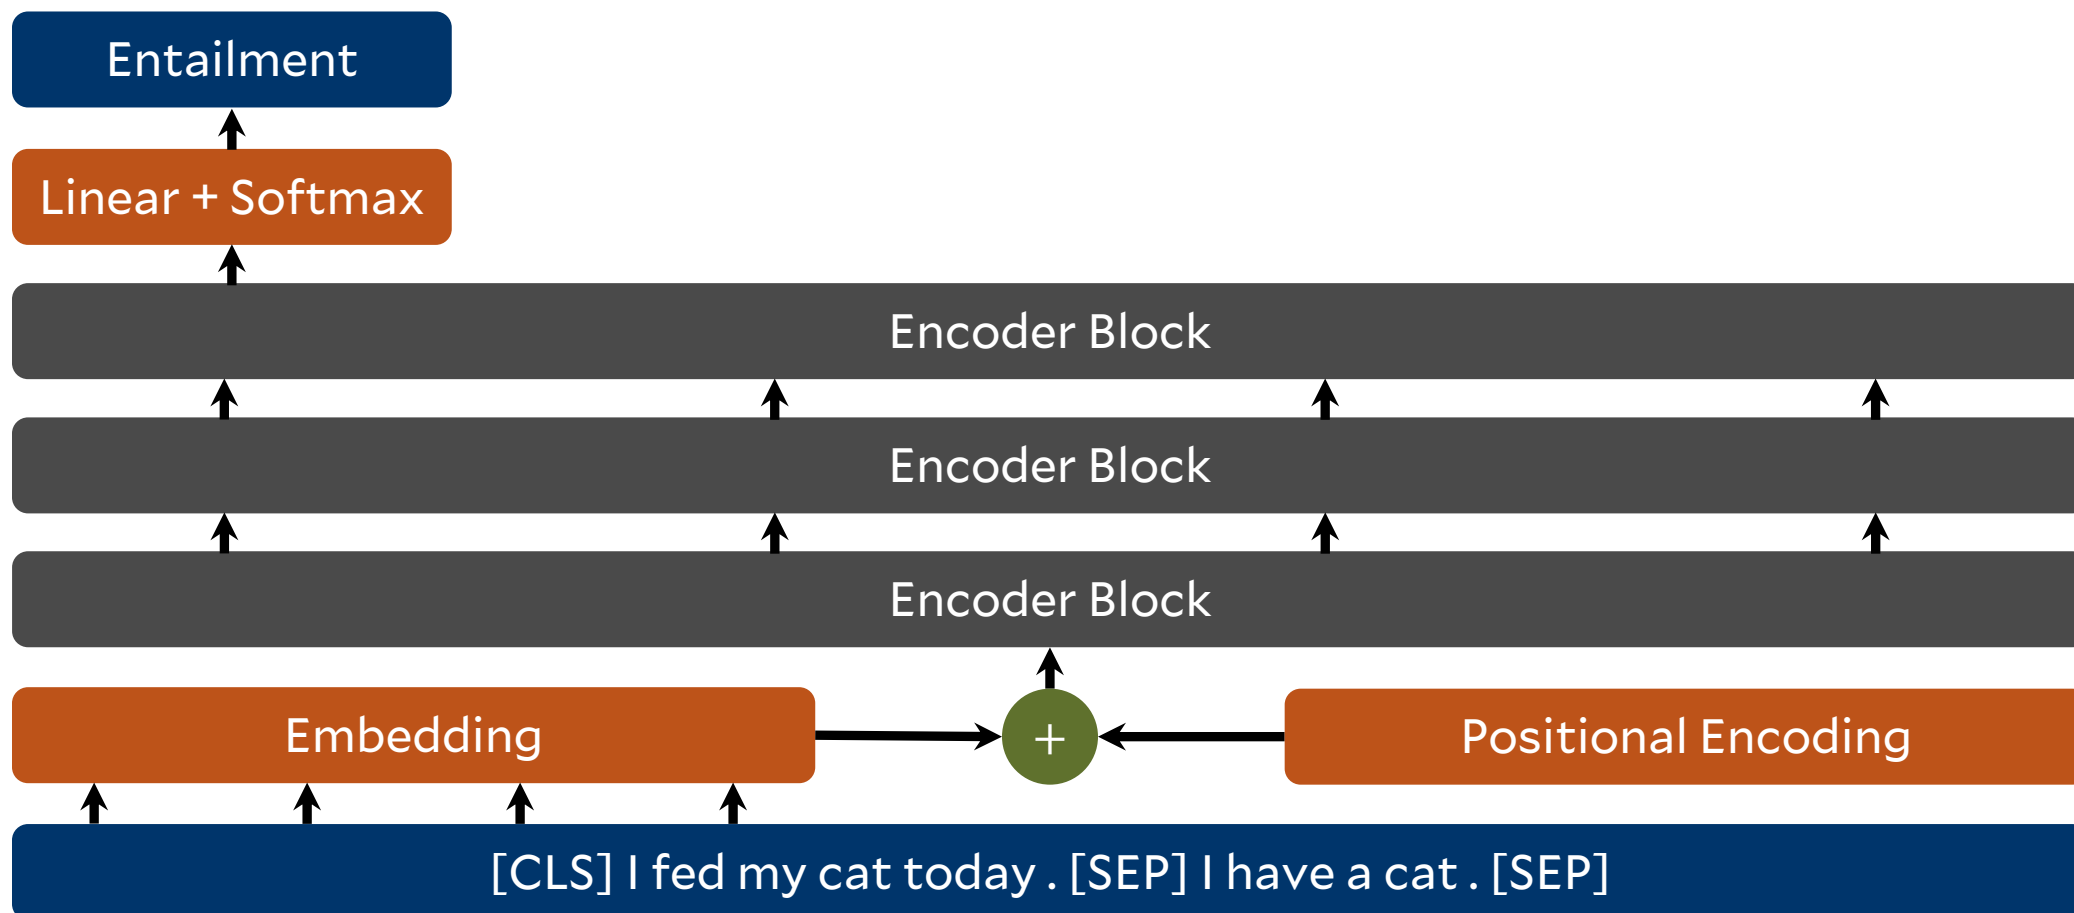 Entailment
Linear + Softmax
Encoder Block
Encoder Block
Encoder Block
Embedding
+
Positional Encoding
[CLS] I fed my cat today . [SEP] I have a cat . [SEP]